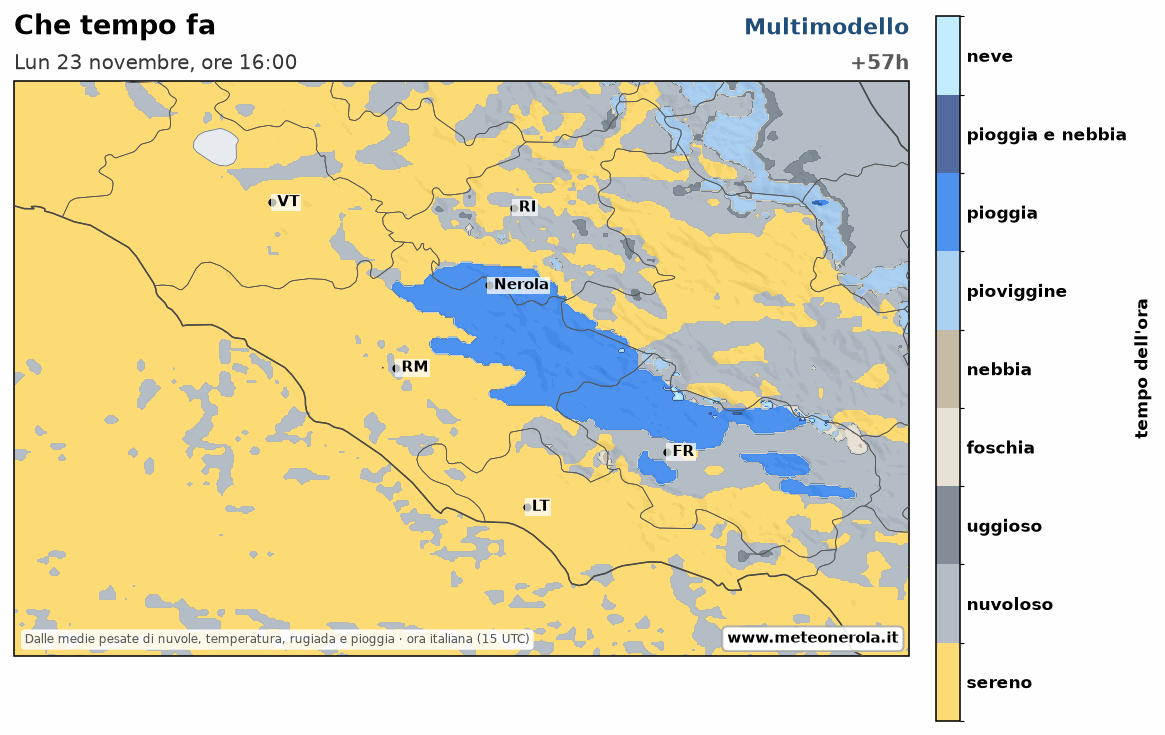 Che tempo fa
Multimodello
Lun 23 novembre, ore 16:00
+57h
neve
pioggia e nebbia
pioggia
pioviggine
nebbia
foschia
uggioso
nuvoloso
sereno
tempo dell'ora
VT
RI
Nerola
RM
FR
LT
Dalle medie pesate di nuvole, temperatura, rugiada e pioggia · ora italiana (15 UTC)
www.meteonerola.it